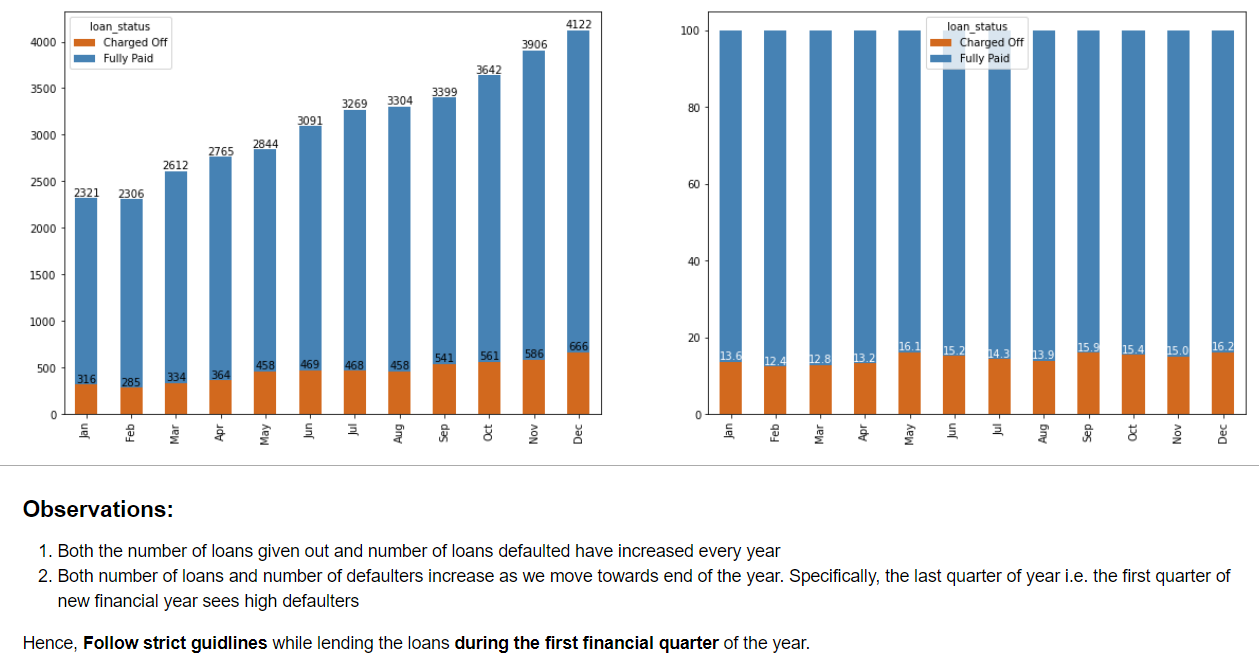 loan_status
Charged Off
Fully Paid
4000
3500
3000
2500
2000
1500
1000
500
0
2321
2306
2612
2765
2844
3091
3269
3304
3399
3642
3906
4122
316
285
334
364
458
469
468
458
541
561
586
666
Jan
Feb
Mar
Apr
May
Jun
Jul
Aug
Sep
Oct
Nov
Dec
loan_status
Charged Off
Fully Paid
100
80
60
40
20
0
13.6
12.4
12.8
13.2
16.1
15.2
14.3
13.9
15.9
15.4
15.0
16.2
Jan
Feb
Mar
Apr
May
Jun
Jul
Aug
Sep
Oct
Nov
Dec
Observations:
1. Both the number of loans given out and number of loans defaulted have increased every year
2. Both number of loans and number of defaulters increase as we move towards end of the year. Specifically, the last quarter of year i.e. the first quarter of
new financial year sees high defaulters
Hence, Follow strict guidlines while lending the loans during the first financial quarter of the year.